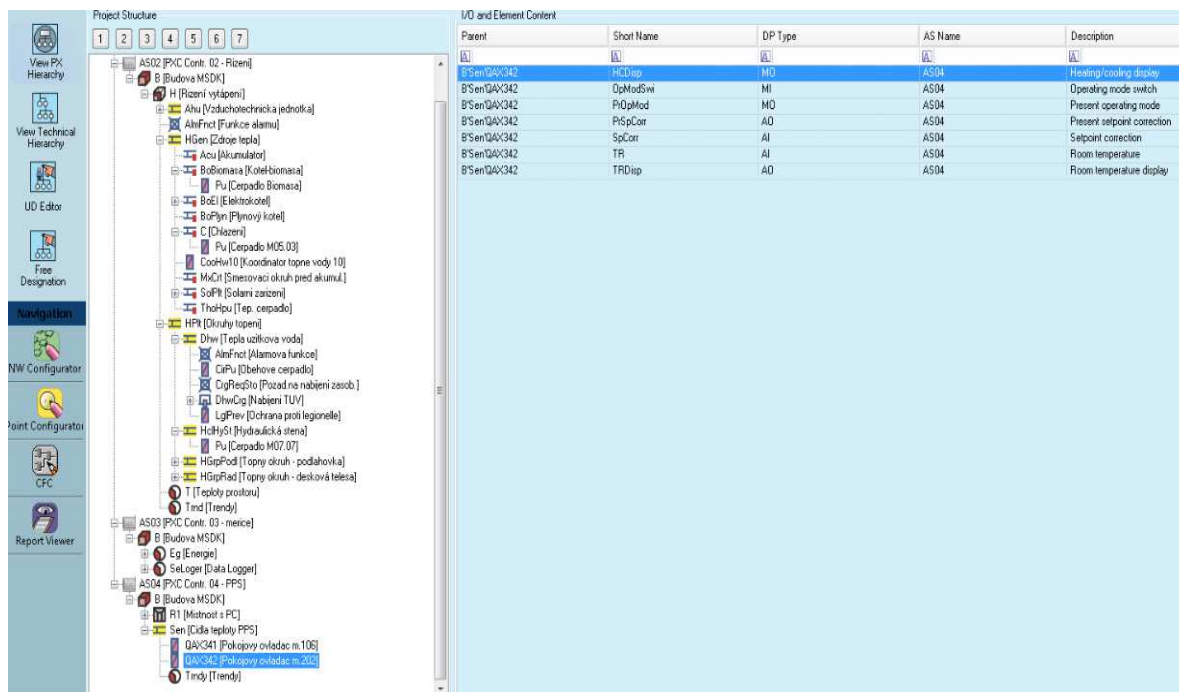 Project Structure
1 2 3 4 5 6 7
View PX
Hierarchy
View Technical
Hierarchy
UD Editor
Free
Designation
Navigation
NW Configurator
Point Configurator
CFC
Report Viewer
AS02 [PXC Contr. 02 - Rizeni]
B [Budova MSDK]
H [Rizení vytápení]
Ahu [Vzduchotechnicka jednotka]
AlmFnct [Funkce alarmu]
HGen [Zdroje tepla]
Acu [Akumulator]
BoBiomasa [Kotel-biomasa]
Pu [Cerpadlo Biomasa]
BoEl [Elektrokotel]
BoPlyn [Plynový kotel]
C [Chlazeni]
Pu [Cerpadlo M05.03]
CooHw10 [Koordinator topne vody 10]
MxCrt [Smesovaci okruh pred akumul.]
SolPlt [Solarni zarizeni]
ThoHpu [Tep. cerpadlo]
HPlt [Okruhy topeni]
Dhw [Tepla uzitkova voda]
AlmFnct [Alarmova funkce]
CirPu [Obehove cerpadlo]
CrgReqSto [Pozad.na nabijeni zasob.]
DhwCrg [Nabijeni TUV]
LglPrev [Ochrana proti legionelle]
HclHySt [Hydraulická stena]
Pu [Cerpadlo M07.07]
HGrpPodl [Topny okruh - podlahovka]
HGrpRad [Topny okruh - desková telesa]
T [Teploty prostoru]
Trnd [Trendy]
AS03 [PXC Contr. 03 - merice]
B [Budova MSDK]
Eg [Energie]
SeLoger [Data Logger]
AS04 [PXC Contr. 04 - PPS]
B [Budova MSDK]
R1 [Mistnost s PC]
Sen [Cidla teploty PPS]
QAX341 [Pokojovy ovladac m.106]
QAX342 [Pokojovy ovladac m.202]
Trndy [Trendy]
I/O and Element Content
Parent Short Name DP Type AS Name Description
B'Sen'QAX342 HCDisp MO AS04 Heating/cooling display
B'Sen'QAX342 OpModSwi MI AS04 Operating mode switch
B'Sen'QAX342 PrOpMod MO AS04 Present operating mode
B'Sen'QAX342 PrSpCorr AO AS04 Present setpoint correction
B'Sen'QAX342 SpCorr AI AS04 Setpoint correction
B'Sen'QAX342 TR AI AS04 Room temperature
B'Sen'QAX342 TRDisp AO AS04 Room temperature display